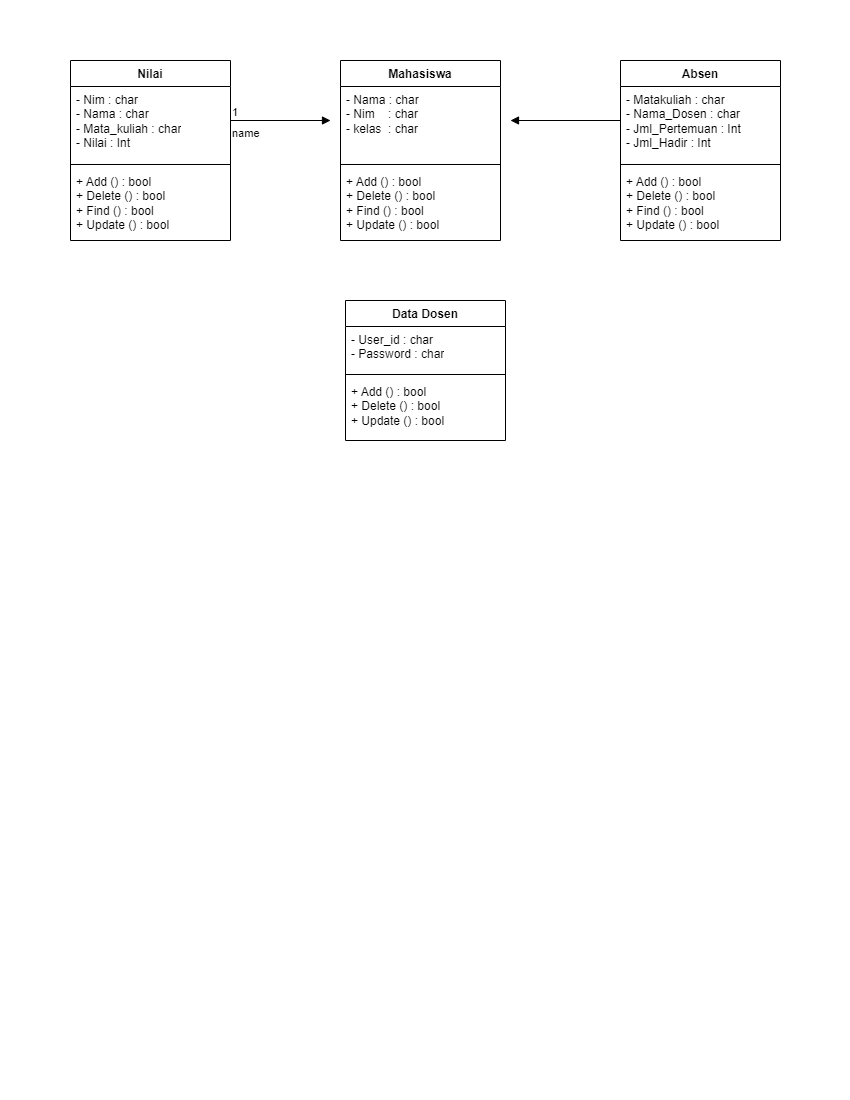 Nilai
- Nim : char
- Nama : char
- Mata_kuliah : char
- Nilai : Int
+ Add () : bool
+ Delete () : bool
+ Find () : bool
+ Update () : bool
1
name
Mahasiswa
- Nama : char
- Nim : char
- kelas : char
+ Add () : bool
+ Delete () : bool
+ Find () : bool
+ Update () : bool
Absen
- Matakuliah : char
- Nama_Dosen : char
- Jml_Pertemuan : Int
- Jml_Hadir : Int
+ Add () : bool
+ Delete () : bool
+ Find () : bool
+ Update () : bool
Data Dosen
- User_id : char
- Password : char
+ Add () : bool
+ Delete () : bool
+ Update () : bool